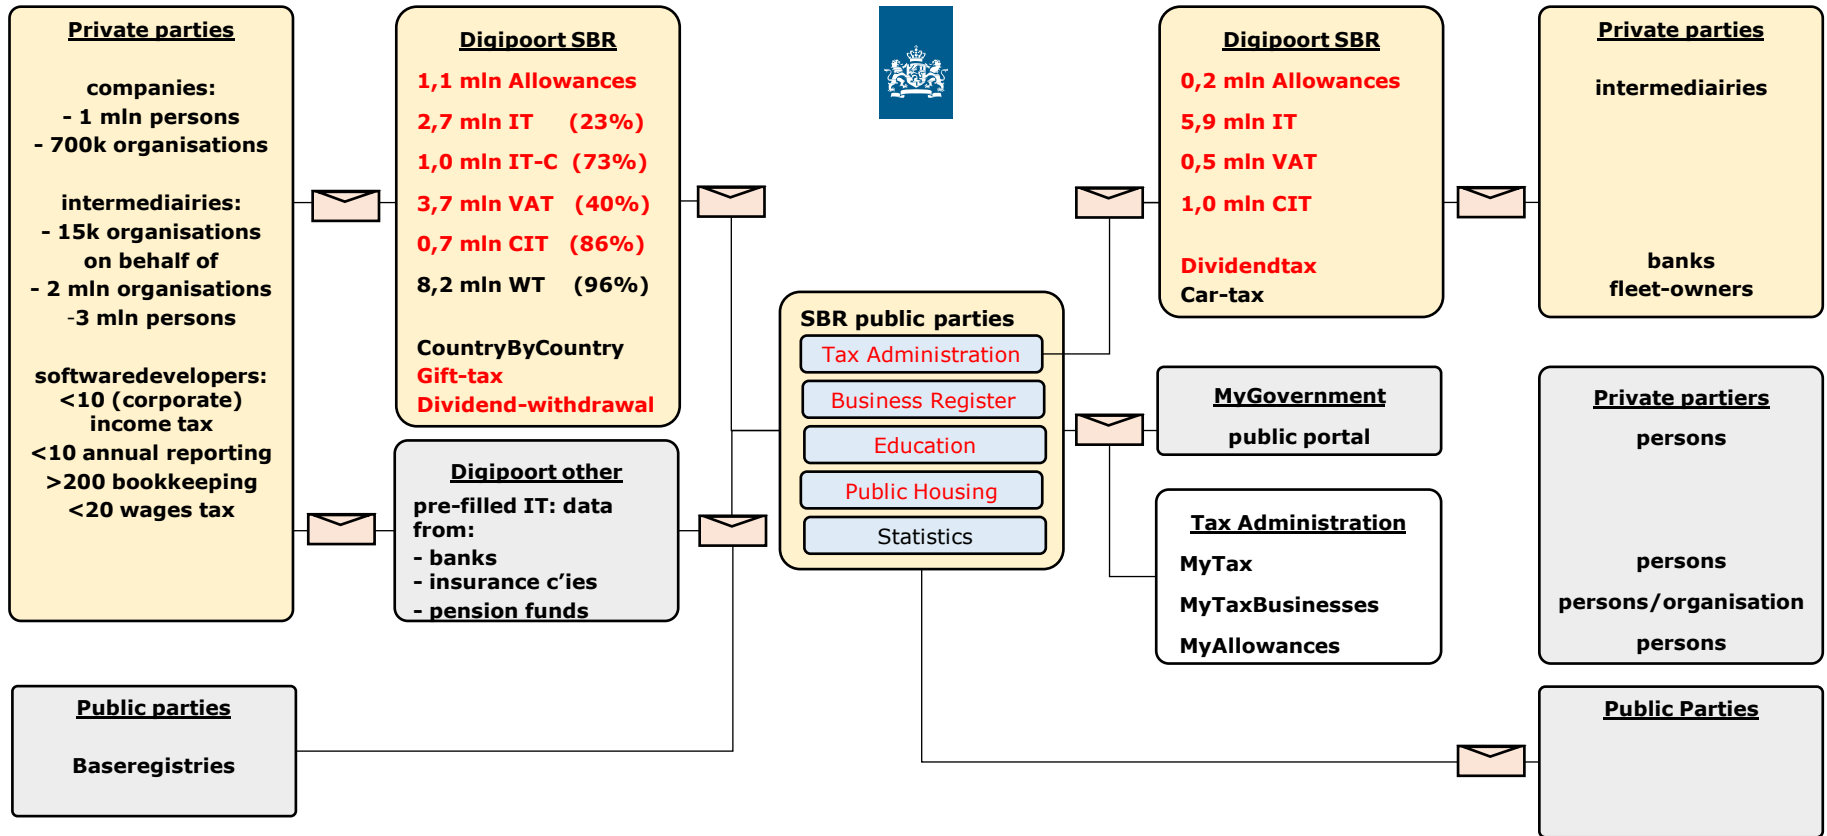 Private parties
companies:
- 1 mln persons
- 700k organisations
intermediairies:
- 15k organisations
on behalf of
- 2 mln organisations
-3 mln persons
softwaredevelopers:
<10 (corporate)
income tax
<10 annual reporting
>200 bookkeeping
<20 wages tax
Digipoort SBR
1,1 mln Allowances
2,7 mln IT (23%)
1,0 mln IT-C (73%)
3,7 mln VAT (40%)
0,7 mln CIT (86%)
8,2 mln WT (96%)
CountryByCountry
Gift-tax
Dividend-withdrawal
Digipoort other
pre-filled IT: data
from:
- banks
- insurance c’ies
- pension funds
Public parties
Baseregistries
SBR public parties
Tax Administration
Business Register
Education
Public Housing
Statistics
Digipoort SBR
0,2 mln Allowances
5,9 mln IT
0,5 mln VAT
1,0 mln CIT
Dividendtax
Car-tax
Private parties
intermediairies
banks
fleet-owners
MyGovernment
public portal
Tax Administration
MyTax
MyTaxBusinesses
MyAllowances
Private partiers
persons
persons
persons/organisation
persons
Public Parties